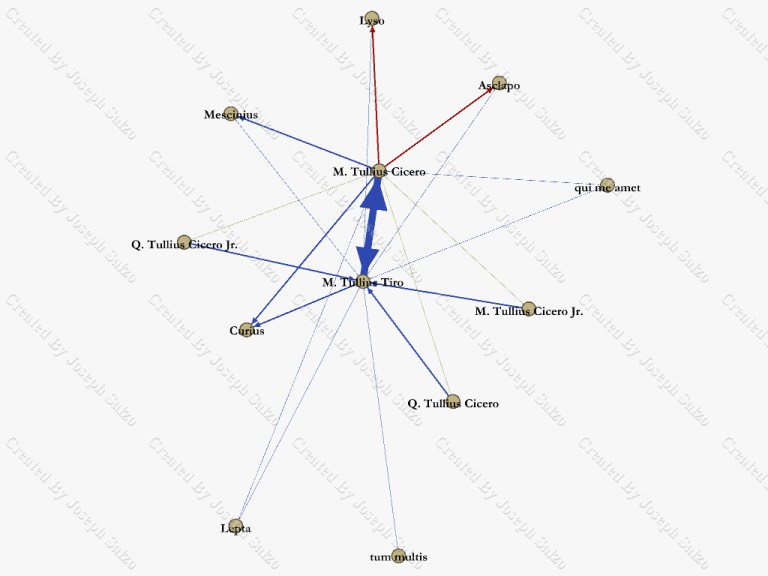 Lyso
Asclapo
Mescinius
M. Tullius Cicero
qui me amet
Q. Tullius Cicero Jr.
M. Tullius Tiro
M. Tullius Cicero Jr.
Curius
Q. Tullius Cicero
Lepta
tum multis
Created By Joseph Sulzo